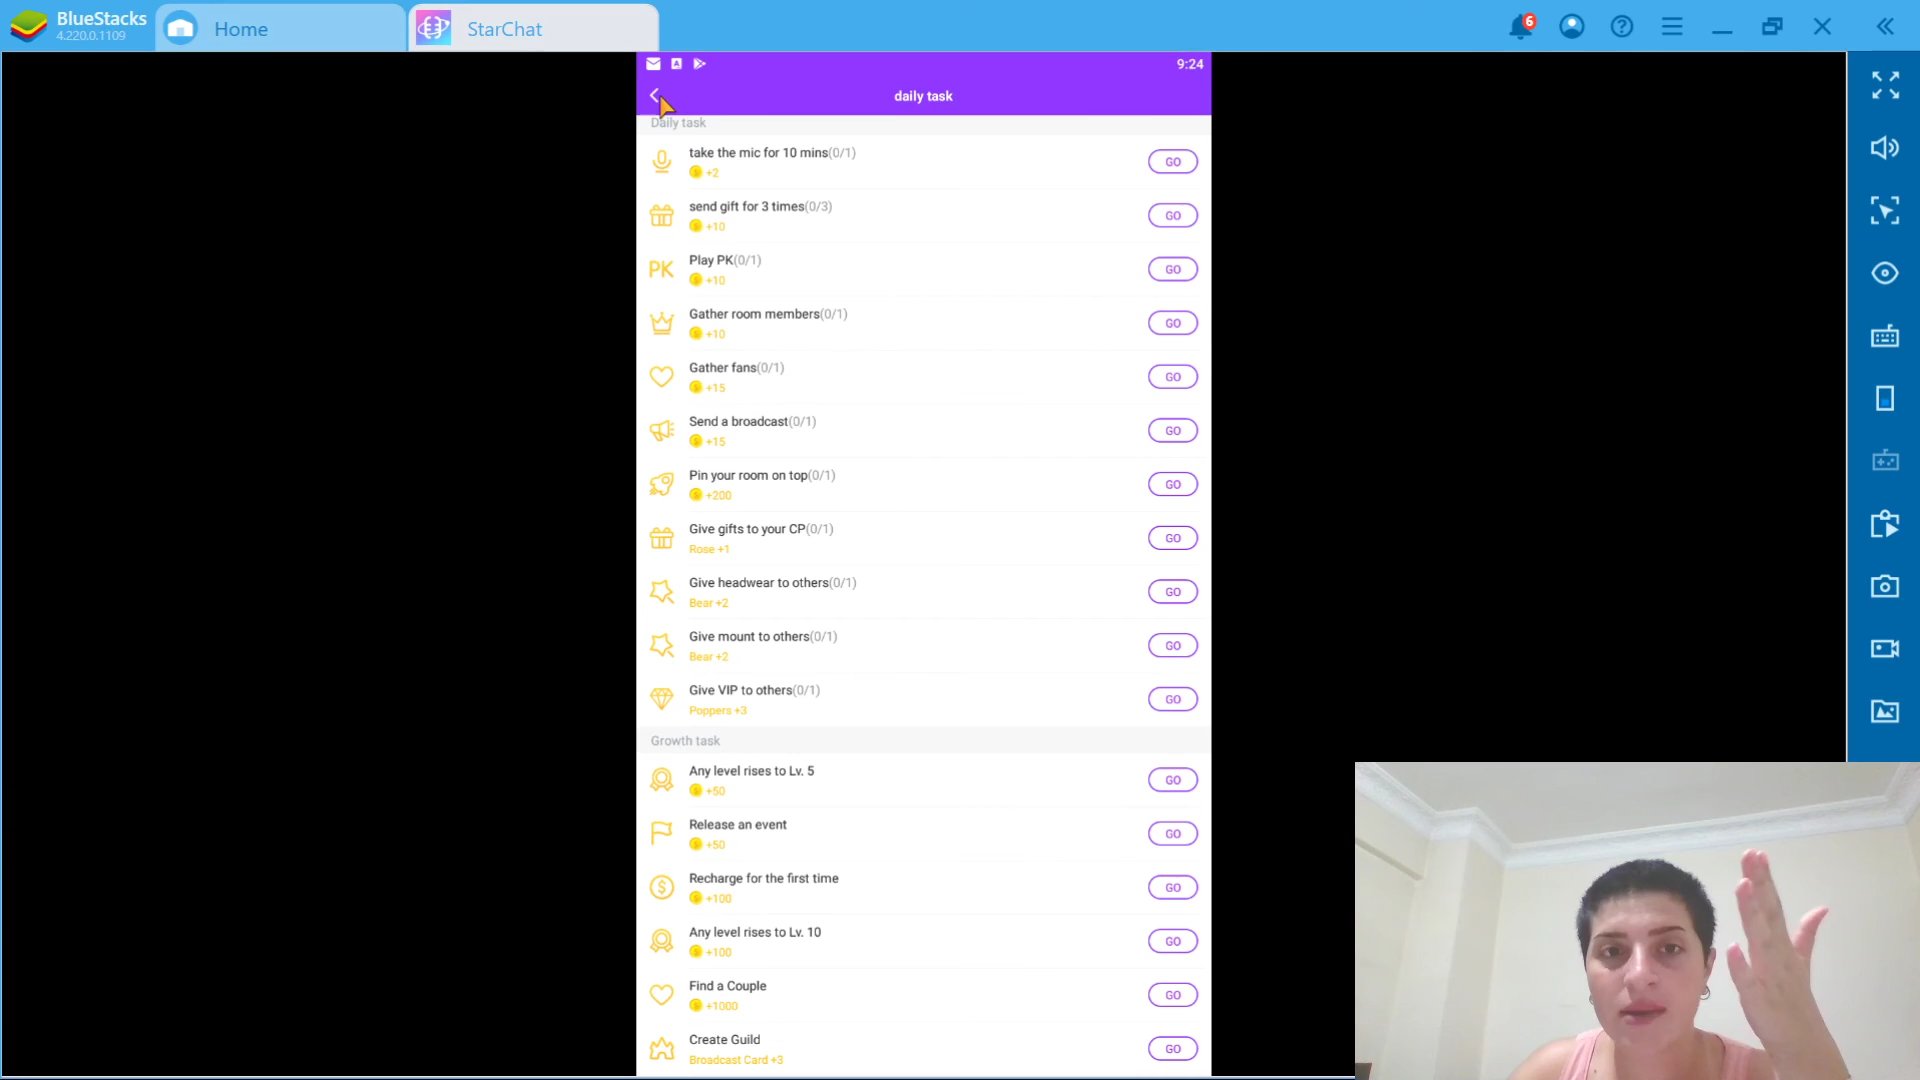 BlueStacks
4.220.0.1109
Home
StarChat
6
9:24
daily task
Daily task
take the mic for 10 mins(0/1)
+2
GO
send gift for 3 times(0/3)
+10
GO
PK
Play PK(0/1)
+10
GO
Gather room members(0/1)
+10
GO
Gather fans(0/1)
+15
GO
Send a broadcast(0/1)
+15
GO
Pin your room on top(0/1)
+200
GO
Give gifts to your CP(0/1)
Rose +1
GO
Give headwear to others(0/1)
Bear +2
GO
Give mount to others(0/1)
Bear +2
GO
Give VIP to others(0/1)
Poppers +3
GO
Growth task
Any level rises to Lv. 5
+50
GO
Release an event
+50
GO
Recharge for the first time
+100
GO
Any level rises to Lv. 10
+100
GO
Find a Couple
+1000
GO
Create Guild
Broadcast Card +3
GO